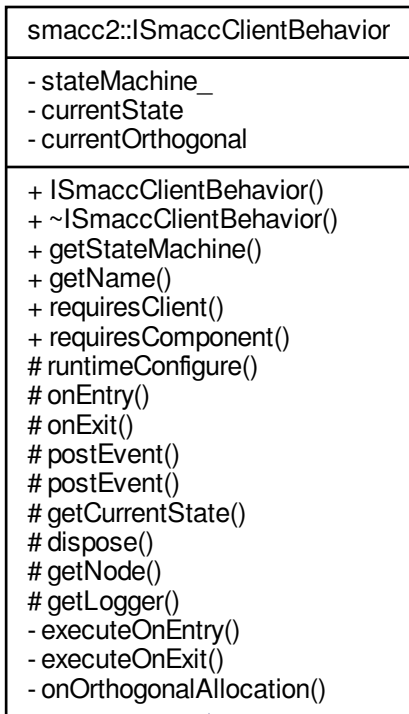 smacc2::ISmaccClientBehavior
- stateMachine_
- currentState
- currentOrthogonal
+ ISmaccClientBehavior()
+ ~ISmaccClientBehavior()
+ getStateMachine()
+ getName()
+ requiresClient()
+ requiresComponent()
# runtimeConfigure()
# onEntry()
# onExit()
# postEvent()
# postEvent()
# getCurrentState()
# dispose()
# getNode()
# getLogger()
- executeOnEntry()
- executeOnExit()
- onOrthogonalAllocation()